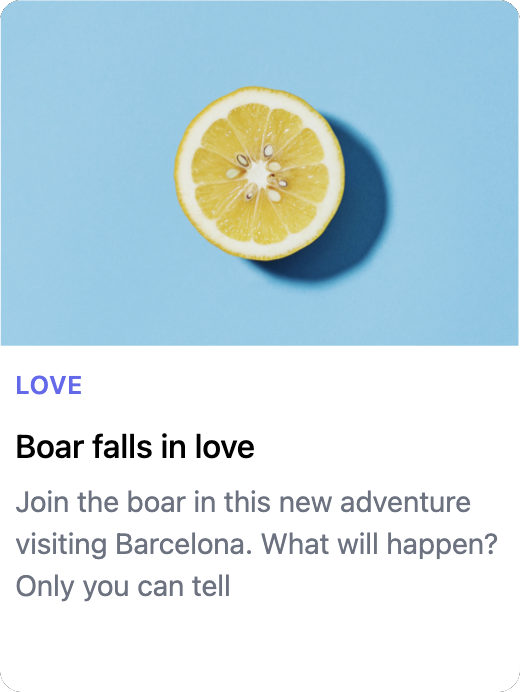 LOVE
Boar falls in love
Join the boar in this new adventure
visiting Barcelona. What will happen?
Only you can tell